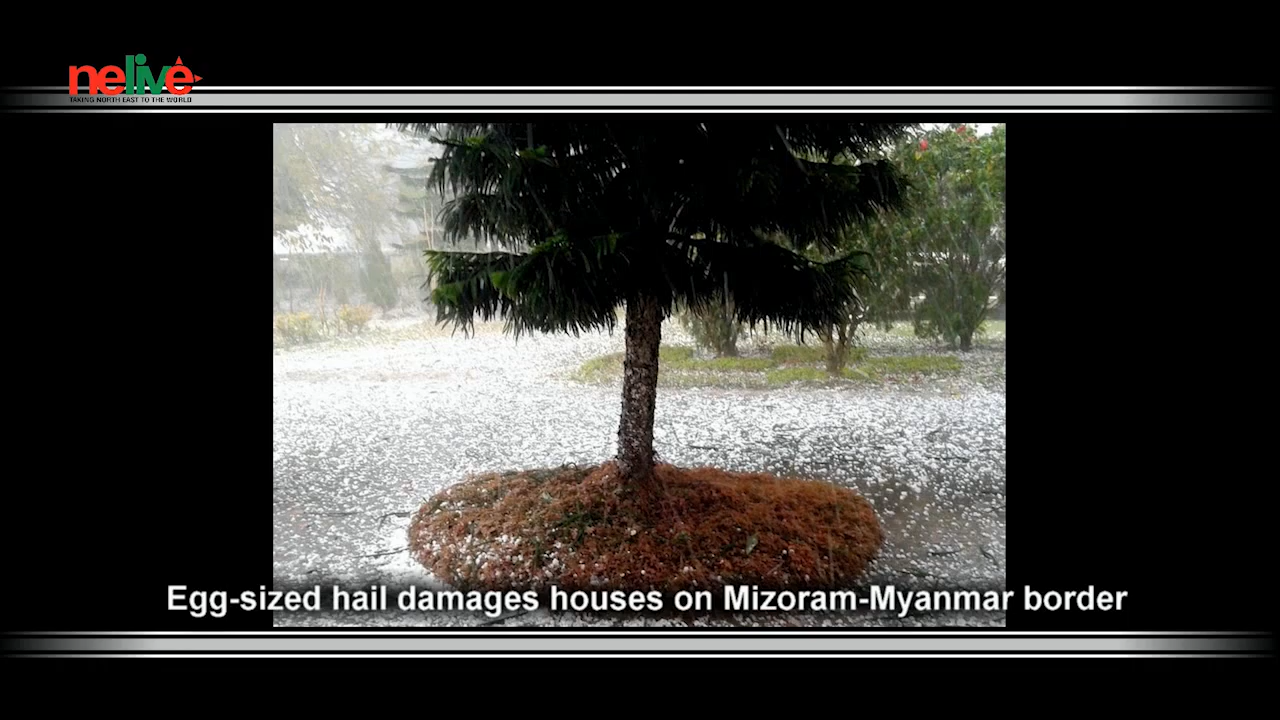 nelive
TAKING NORTH EAST TO THE WORLD
Egg-sized hail damages houses on Mizoram-Myanmar border